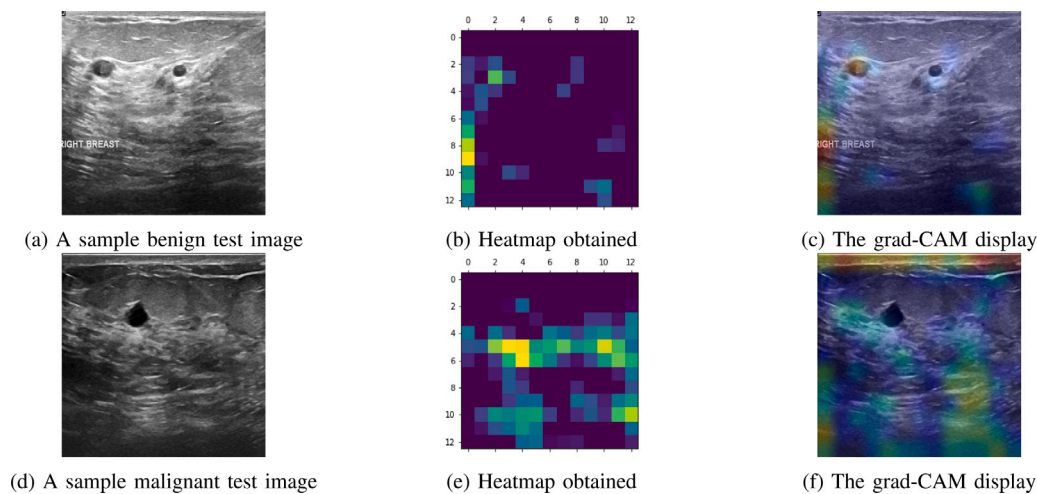 0 2 4 6 8 10 12
0
2
4
6
8
10
12
RIGHT BREAST
RIGHT BREAST
(a) A sample benign test image
(b) Heatmap obtained
(c) The grad-CAM display
0 2 4 6 8 10 12
0
2
4
6
8
10
12
(d) A sample malignant test image
(e) Heatmap obtained
(f) The grad-CAM display